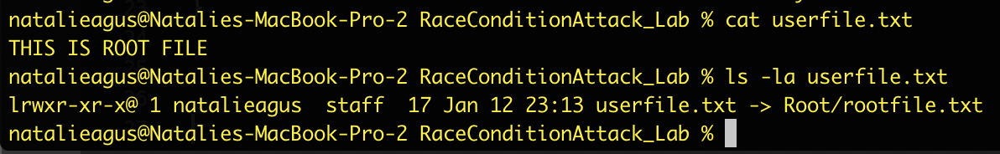 natalieagus@Natalies-MacBook-Pro-2 RaceConditionAttack_Lab % cat userfile.txt
THIS IS ROOT FILE
natalieagus@Natalies-MacBook-Pro-2 RaceConditionAttack_Lab % ls -la userfile.txt
lrwxr-xr-x@ 1 natalieagus  staff  17 Jan 12 23:13 userfile.txt -> Root/rootfile.txt
natalieagus@Natalies-MacBook-Pro-2 RaceConditionAttack_Lab %